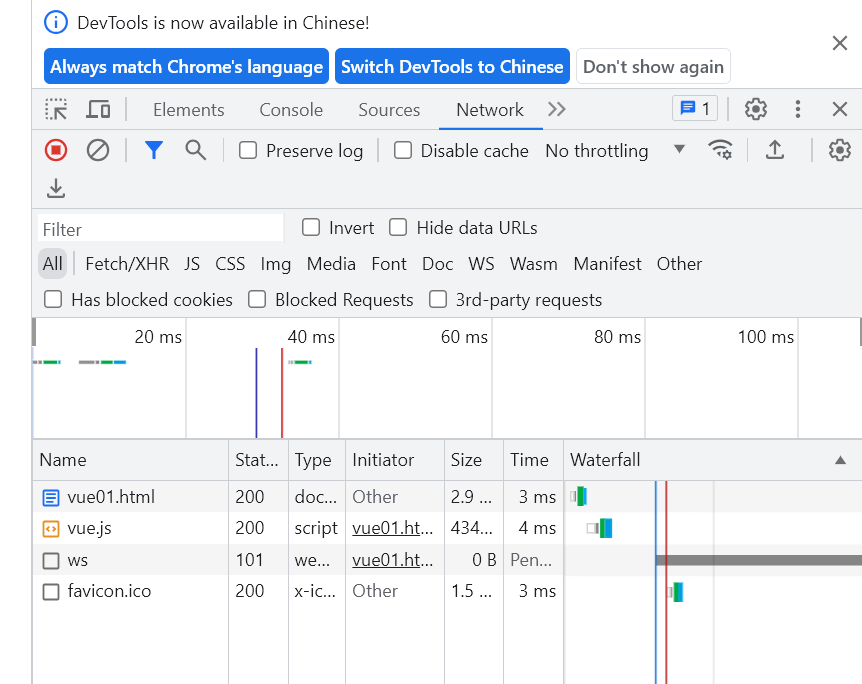 DevTools is now available in Chinese!
Always match Chrome's language Switch DevTools to Chinese Don't show again
Elements Console Sources Network 1
Preserve log Disable cache No throttling
Filter Invert Hide data URLs
All Fetch/XHR JS CSS Img Media Font Doc WS Wasm Manifest Other
Has blocked cookies Blocked Requests 3rd-party requests
20 ms 40 ms 60 ms 80 ms 100 ms
Name Stat... Type Initiator Size Time Waterfall
vue01.html 200 doc... Other 2.9 ... 3 ms
vue.js 200 script vue01.ht... 434... 4 ms
ws 101 we... vue01.ht... 0 B Pen...
favicon.ico 200 x-ic... Other 1.5 ... 3 ms